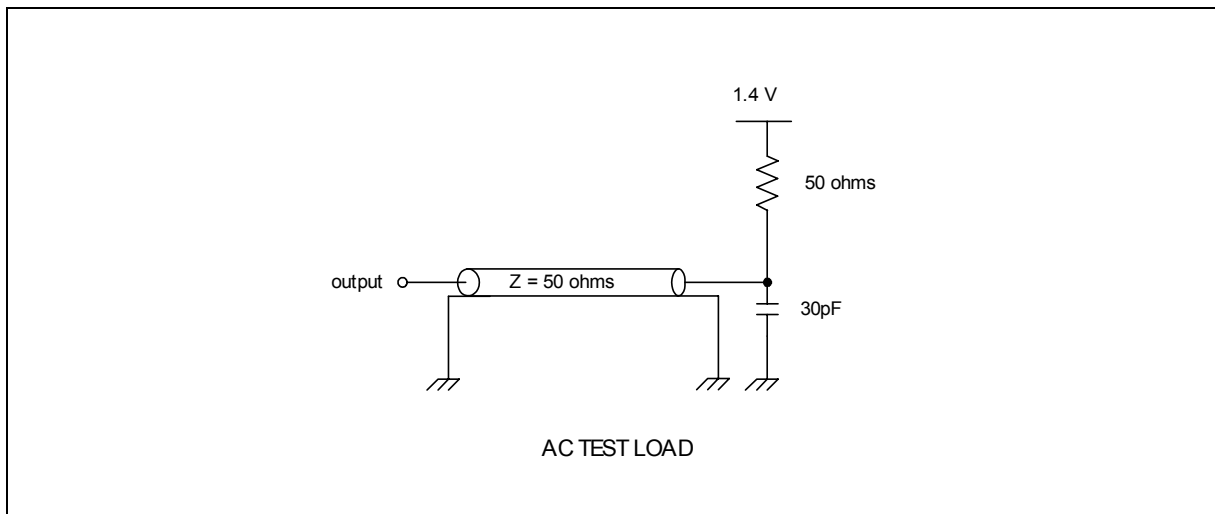 1.4 V
50 ohms
output
Z = 50 ohms
30pF
AC TEST LOAD